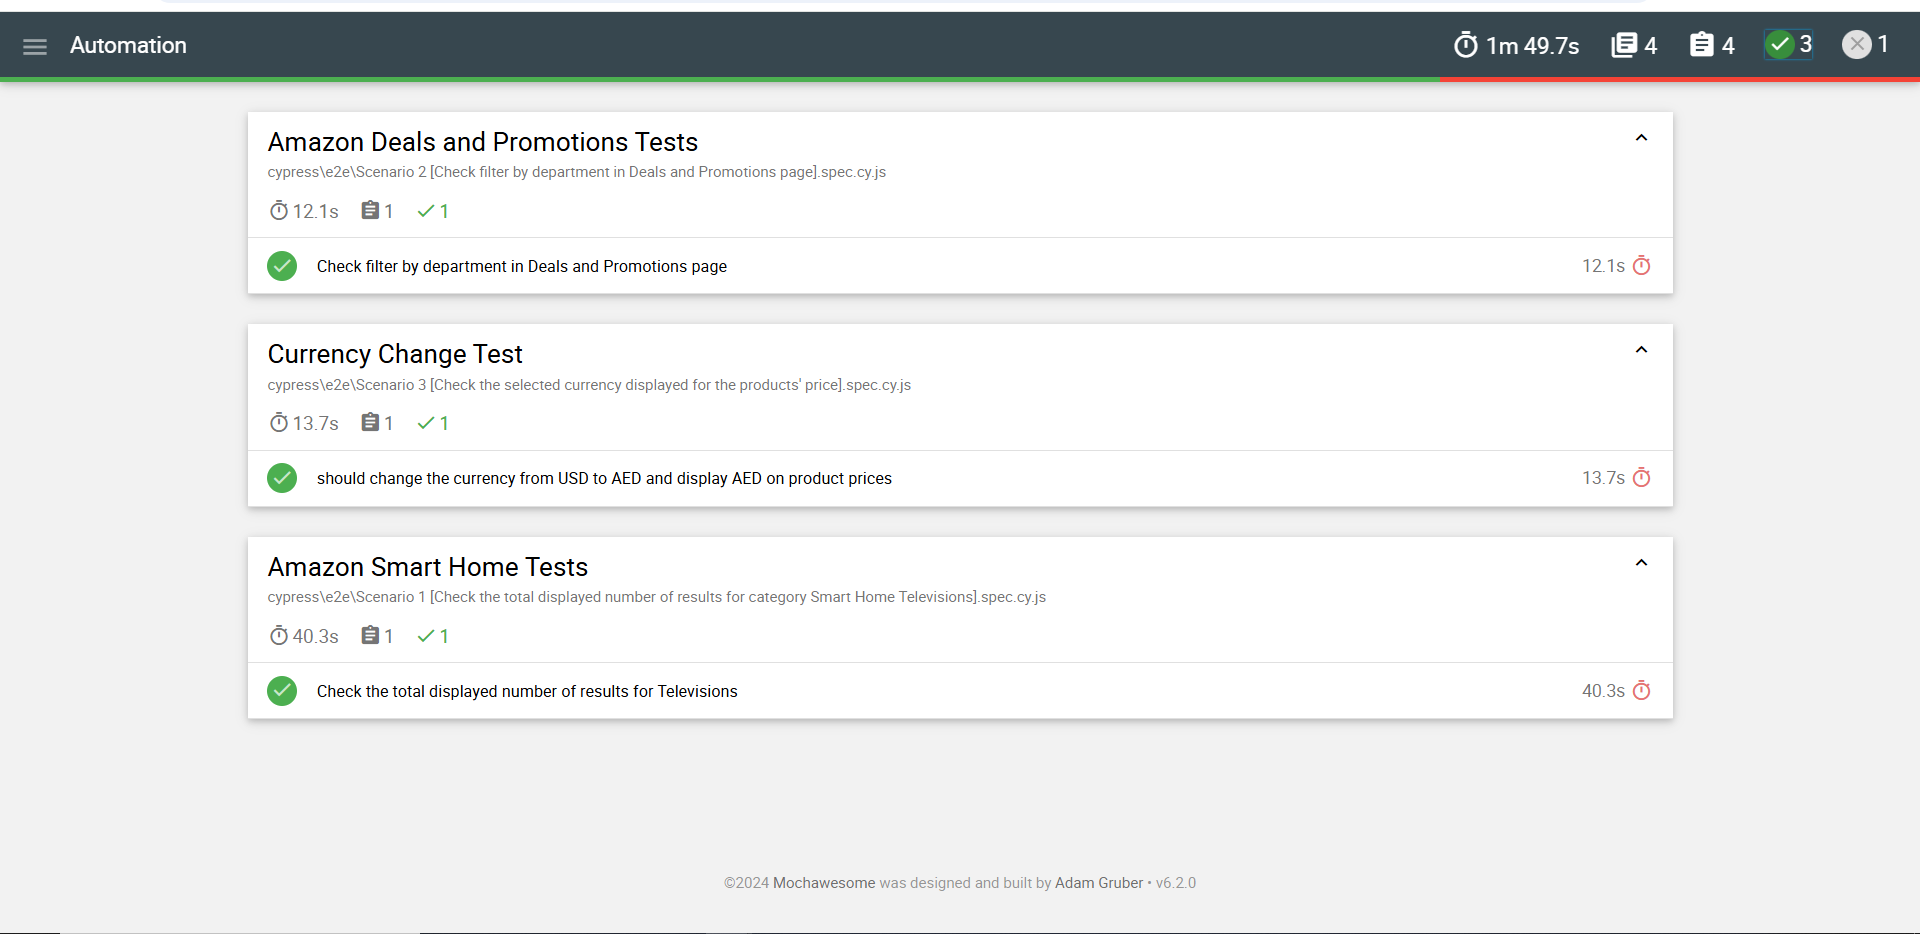 Automation
1m 49.7s 4 4 3 1
Amazon Deals and Promotions Tests
cypress\e2e\Scenario 2 [Check filter by department in Deals and Promotions page].spec.cy.js
12.1s 1 1
Check filter by department in Deals and Promotions page 12.1s
Currency Change Test
cypress\e2e\Scenario 3 [Check the selected currency displayed for the products' price].spec.cy.js
13.7s 1 1
should change the currency from USD to AED and display AED on product prices 13.7s
Amazon Smart Home Tests
cypress\e2e\Scenario 1 [Check the total displayed number of results for category Smart Home Televisions].spec.cy.js
40.3s 1 1
Check the total displayed number of results for Televisions 40.3s
©2024 Mochawesome was designed and built by Adam Gruber • v6.2.0